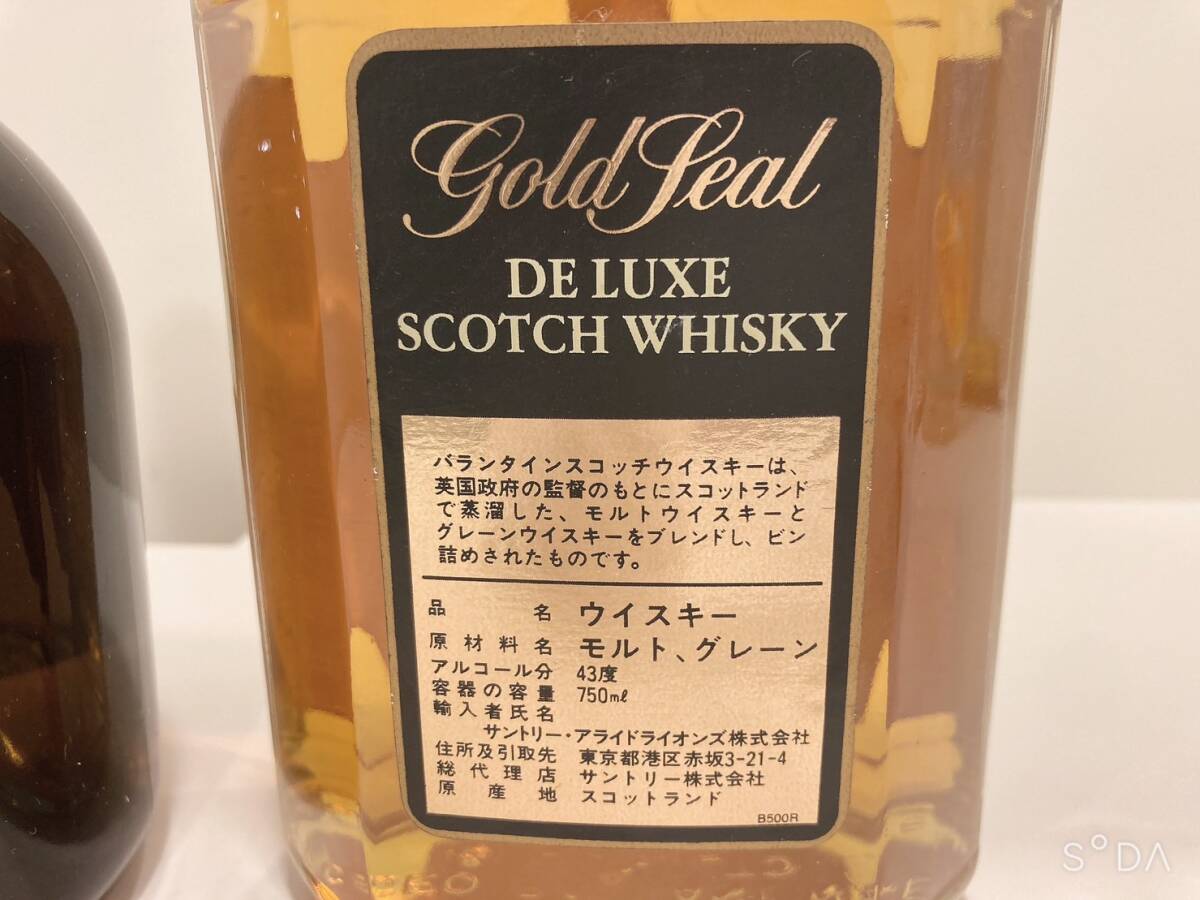 Gold Seal
DE LUXE
SCOTCH WHISKY
バランタインスコッチウイスキーは、
英国政府の監督のもとにスコットランド
で蒸溜した、モルトウイスキーと
グレーンウイスキーをブレンドし、ビン
詰めされたものです。
品名 ウイスキー
原材料名 モルト、グレーン
アルコール分 43度
容器の容量 750ml
輸入者氏名
サントリー・アライドライオンズ株式会社
住所及引取先 東京都港区赤坂3-21-4
総代理店 サントリー株式会社
原産地 スコットランド
B500R
SODA